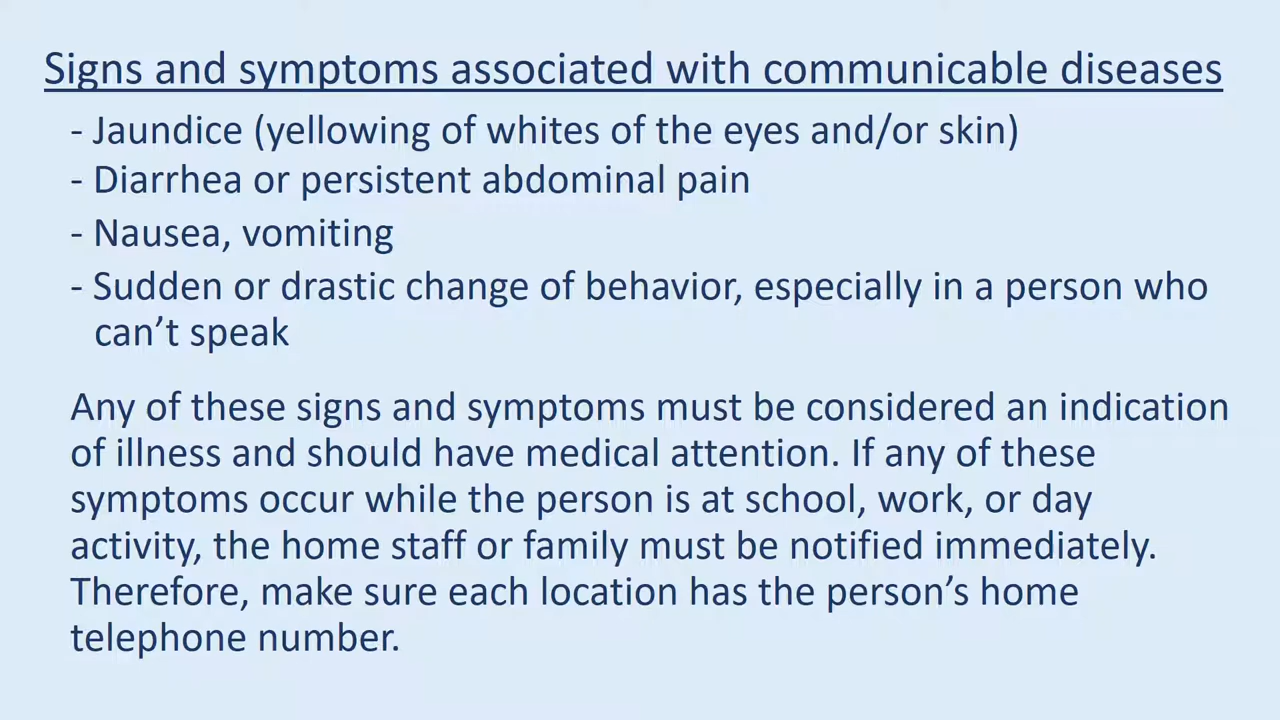 Signs and symptoms associated with communicable diseases
- Jaundice (yellowing of whites of the eyes and/or skin)
- Diarrhea or persistent abdominal pain
- Nausea, vomiting
- Sudden or drastic change of behavior, especially in a person who
can’t speak
Any of these signs and symptoms must be considered an indication
of illness and should have medical attention. If any of these
symptoms occur while the person is at school, work, or day
activity, the home staff or family must be notified immediately.
Therefore, make sure each location has the person’s home
telephone number.